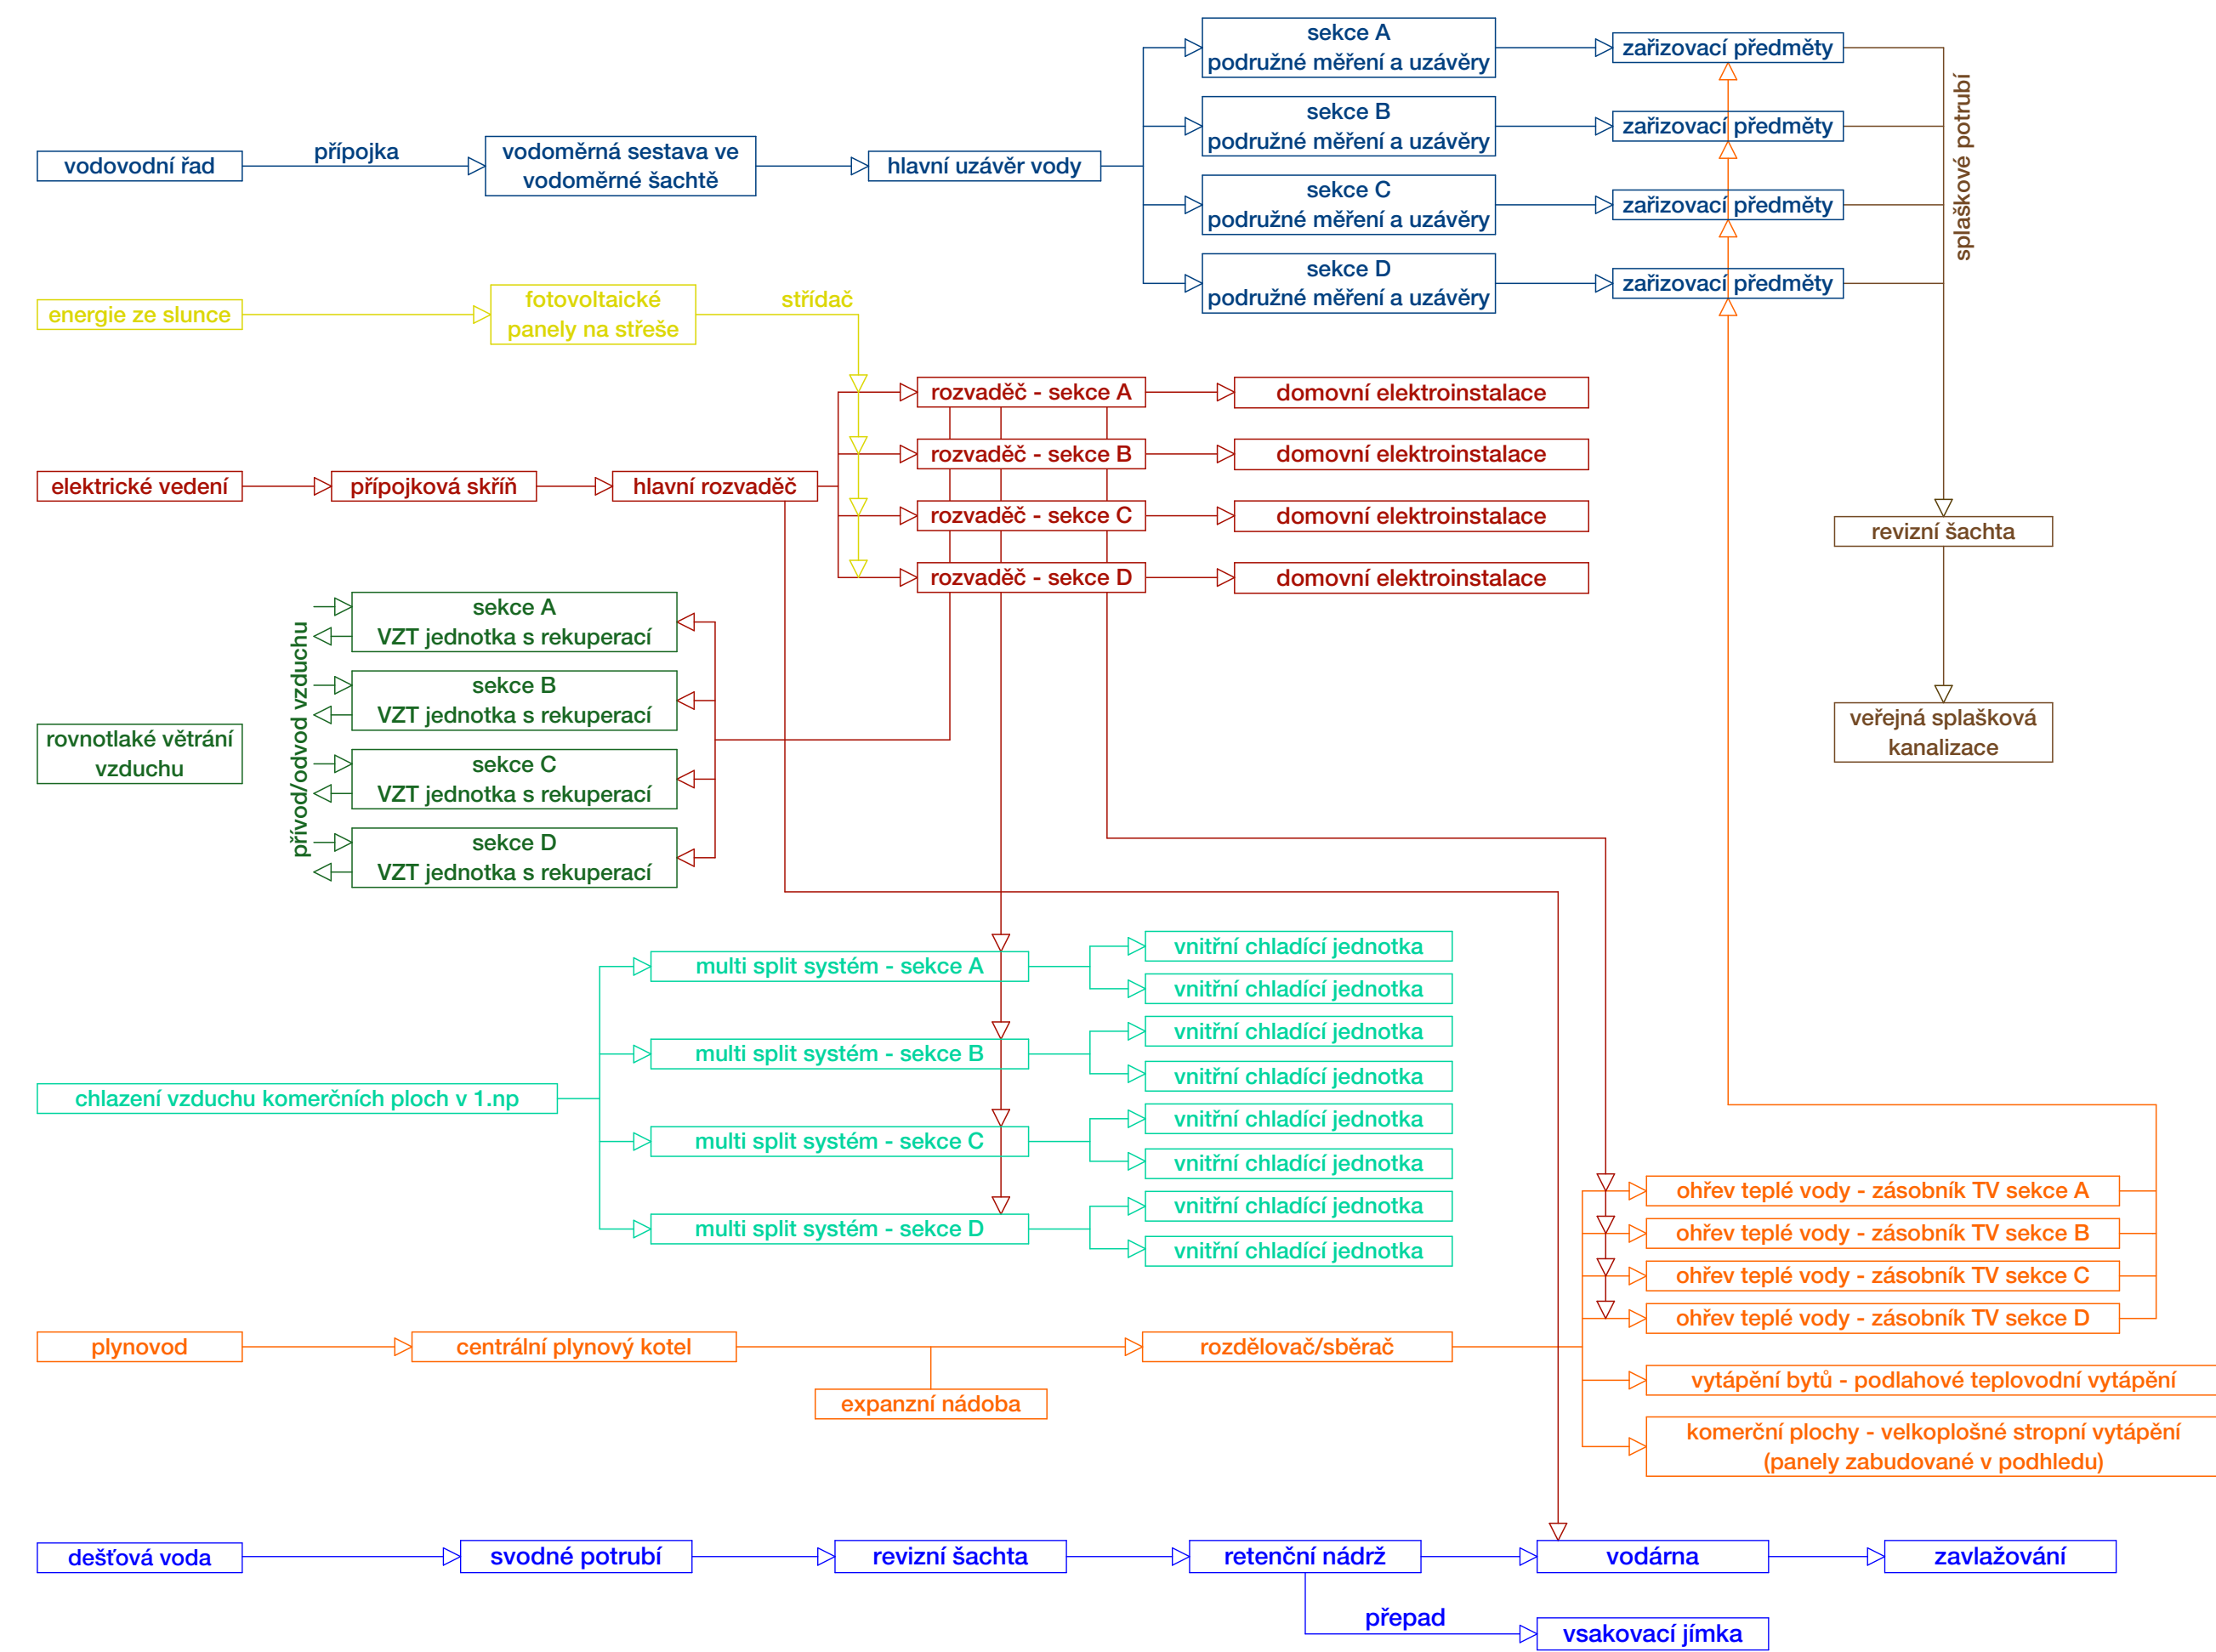 vodovodní řad
přípojka
vodoměrná sestava ve
vodoměrné šachtě
hlavní uzávěr vody
sekce A
podružné měření a uzávěry
zařizovací předměty
sekce B
podružné měření a uzávěry
zařizovací předměty
sekce C
podružné měření a uzávěry
zařizovací předměty
sekce D
podružné měření a uzávěry
zařizovací předměty
splaškové potrubí
revizní šachta
veřejná splašková
kanalizace
energie ze slunce
fotovoltaické
panely na střeše
střídač
elektrické vedení
přípojková skříň
hlavní rozvaděč
rozvaděč - sekce A
domovní elektroinstalace
rozvaděč - sekce B
domovní elektroinstalace
rozvaděč - sekce C
domovní elektroinstalace
rozvaděč - sekce D
domovní elektroinstalace
rovnotlaké větrání
vzduchu
přívod/odvod vzduchu
sekce A
VZT jednotka s rekuperací
sekce B
VZT jednotka s rekuperací
sekce C
VZT jednotka s rekuperací
sekce D
VZT jednotka s rekuperací
chlazení vzduchu komerčních ploch v 1.np
multi split systém - sekce A
vnitřní chladící jednotka
vnitřní chladící jednotka
multi split systém - sekce B
vnitřní chladící jednotka
vnitřní chladící jednotka
multi split systém - sekce C
vnitřní chladící jednotka
vnitřní chladící jednotka
multi split systém - sekce D
vnitřní chladící jednotka
vnitřní chladící jednotka
plynovod
centrální plynový kotel
expanzní nádoba
rozdělovač/sběrač
ohřev teplé vody - zásobník TV sekce A
ohřev teplé vody - zásobník TV sekce B
ohřev teplé vody - zásobník TV sekce C
ohřev teplé vody - zásobník TV sekce D
vytápění bytů - podlahové teplovodní vytápění
komerční plochy - velkoplošné stropní vytápění
(panely zabudované v podhledu)
dešťová voda
svodné potrubí
revizní šachta
retenční nádrž
vodárna
zavlažování
přepad
vsakovací jímka